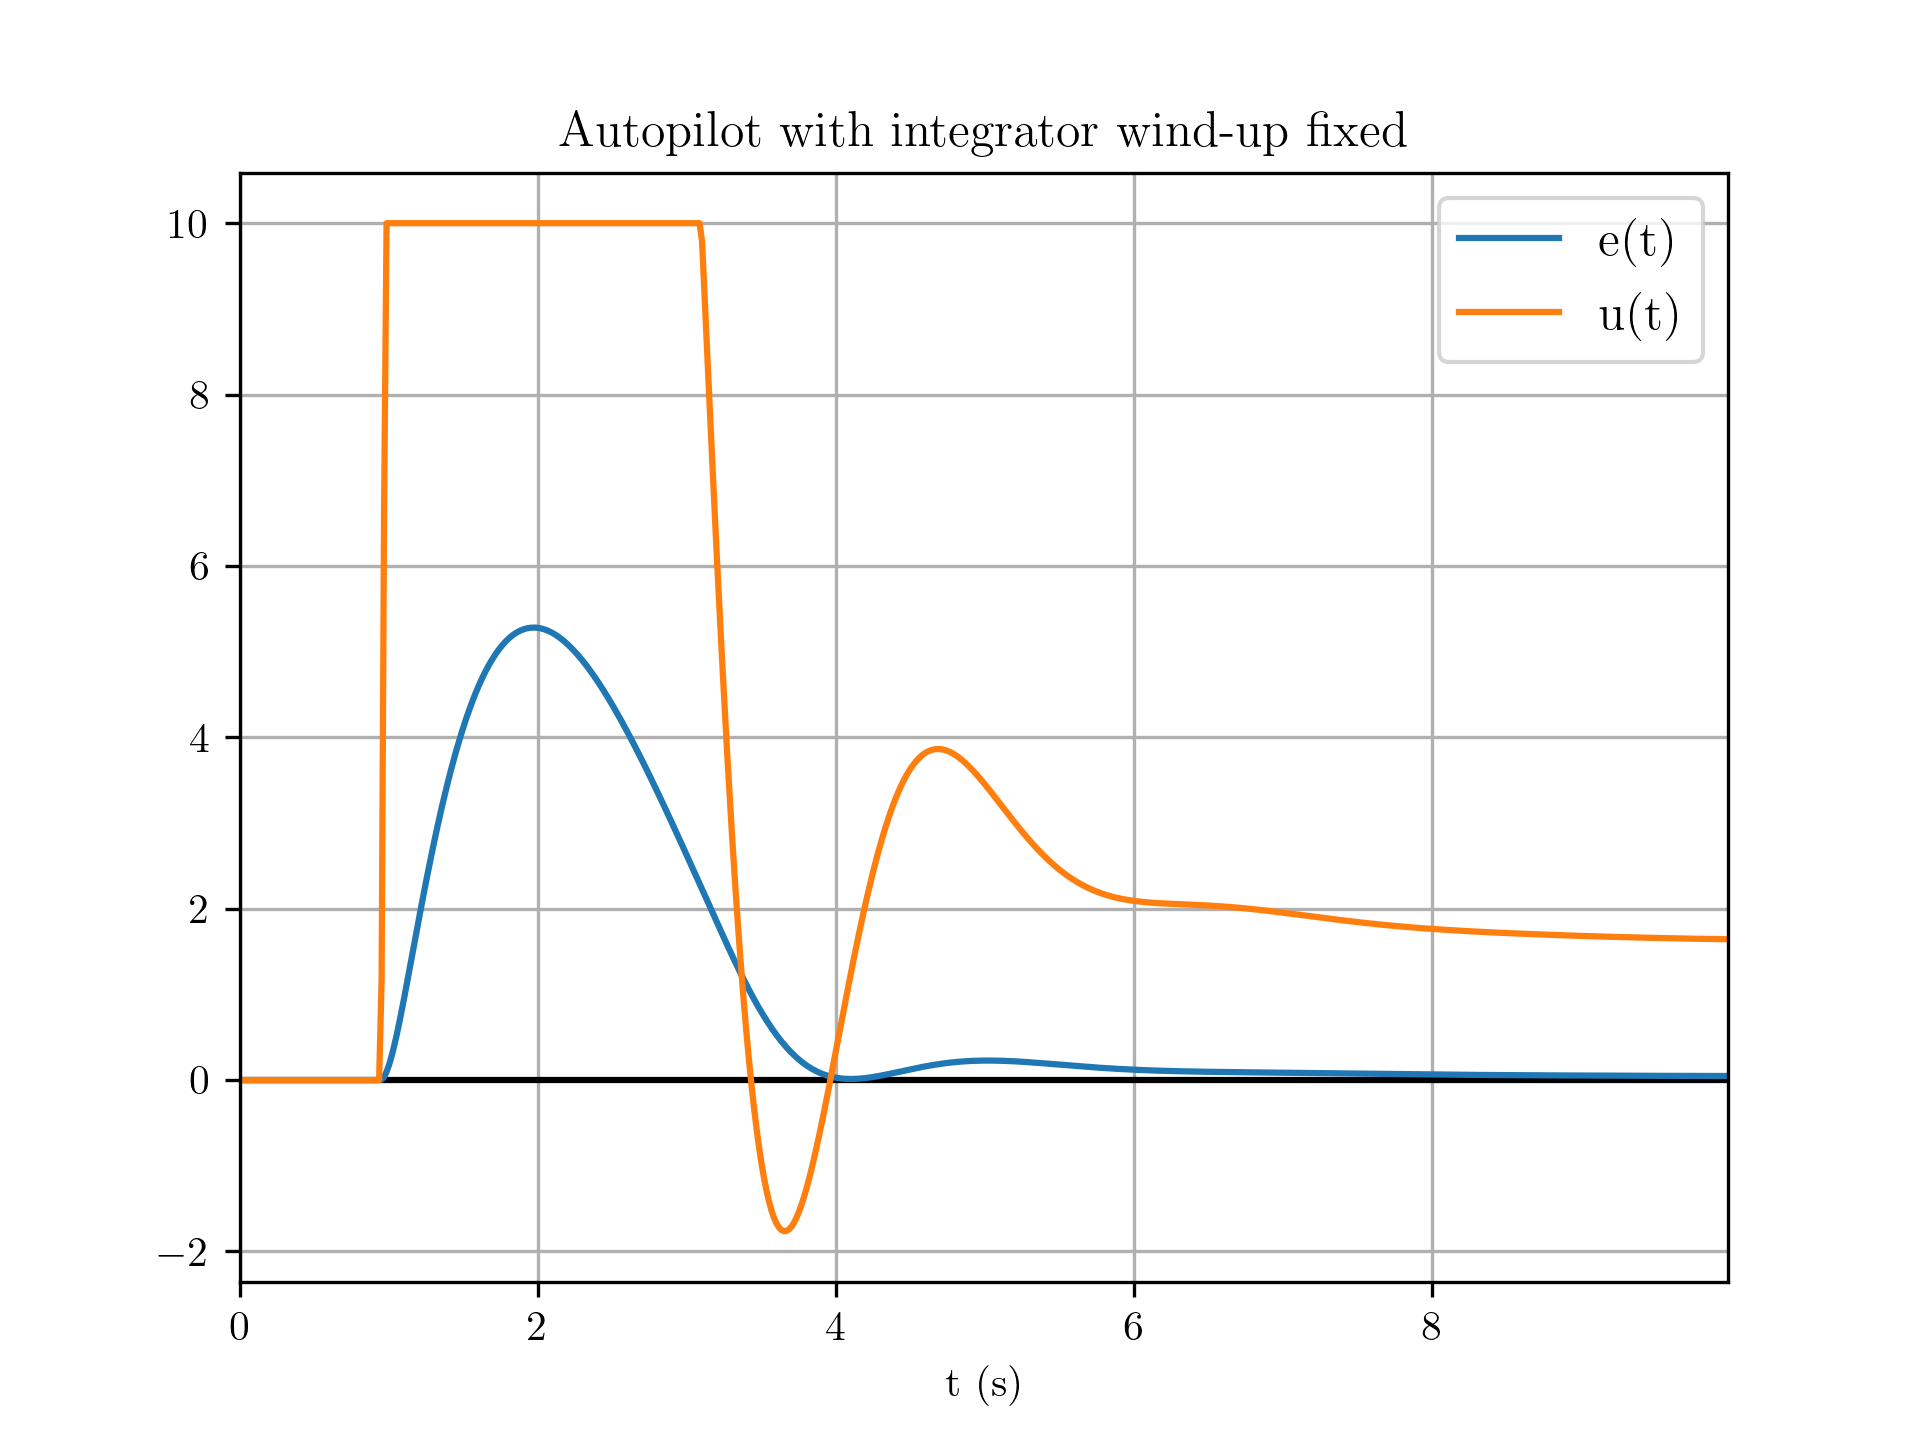 Autopilot with integrator wind-up fixed
e(t)
u(t)
10
8
6
4
2
0
−2
0 2 4 6 8
t (s)